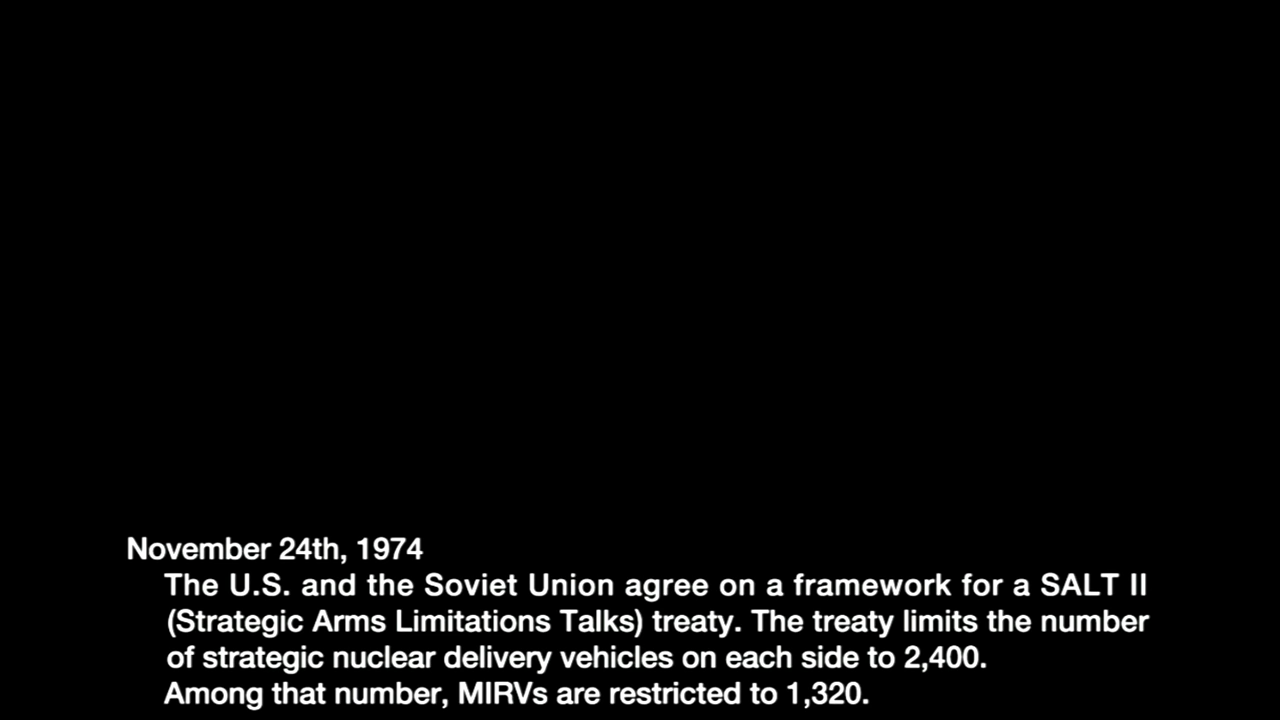 November 24th, 1974
The U.S. and the Soviet Union agree on a framework for a SALT II
(Strategic Arms Limitations Talks) treaty. The treaty limits the number
of strategic nuclear delivery vehicles on each side to 2,400.
Among that number, MIRVs are restricted to 1,320.